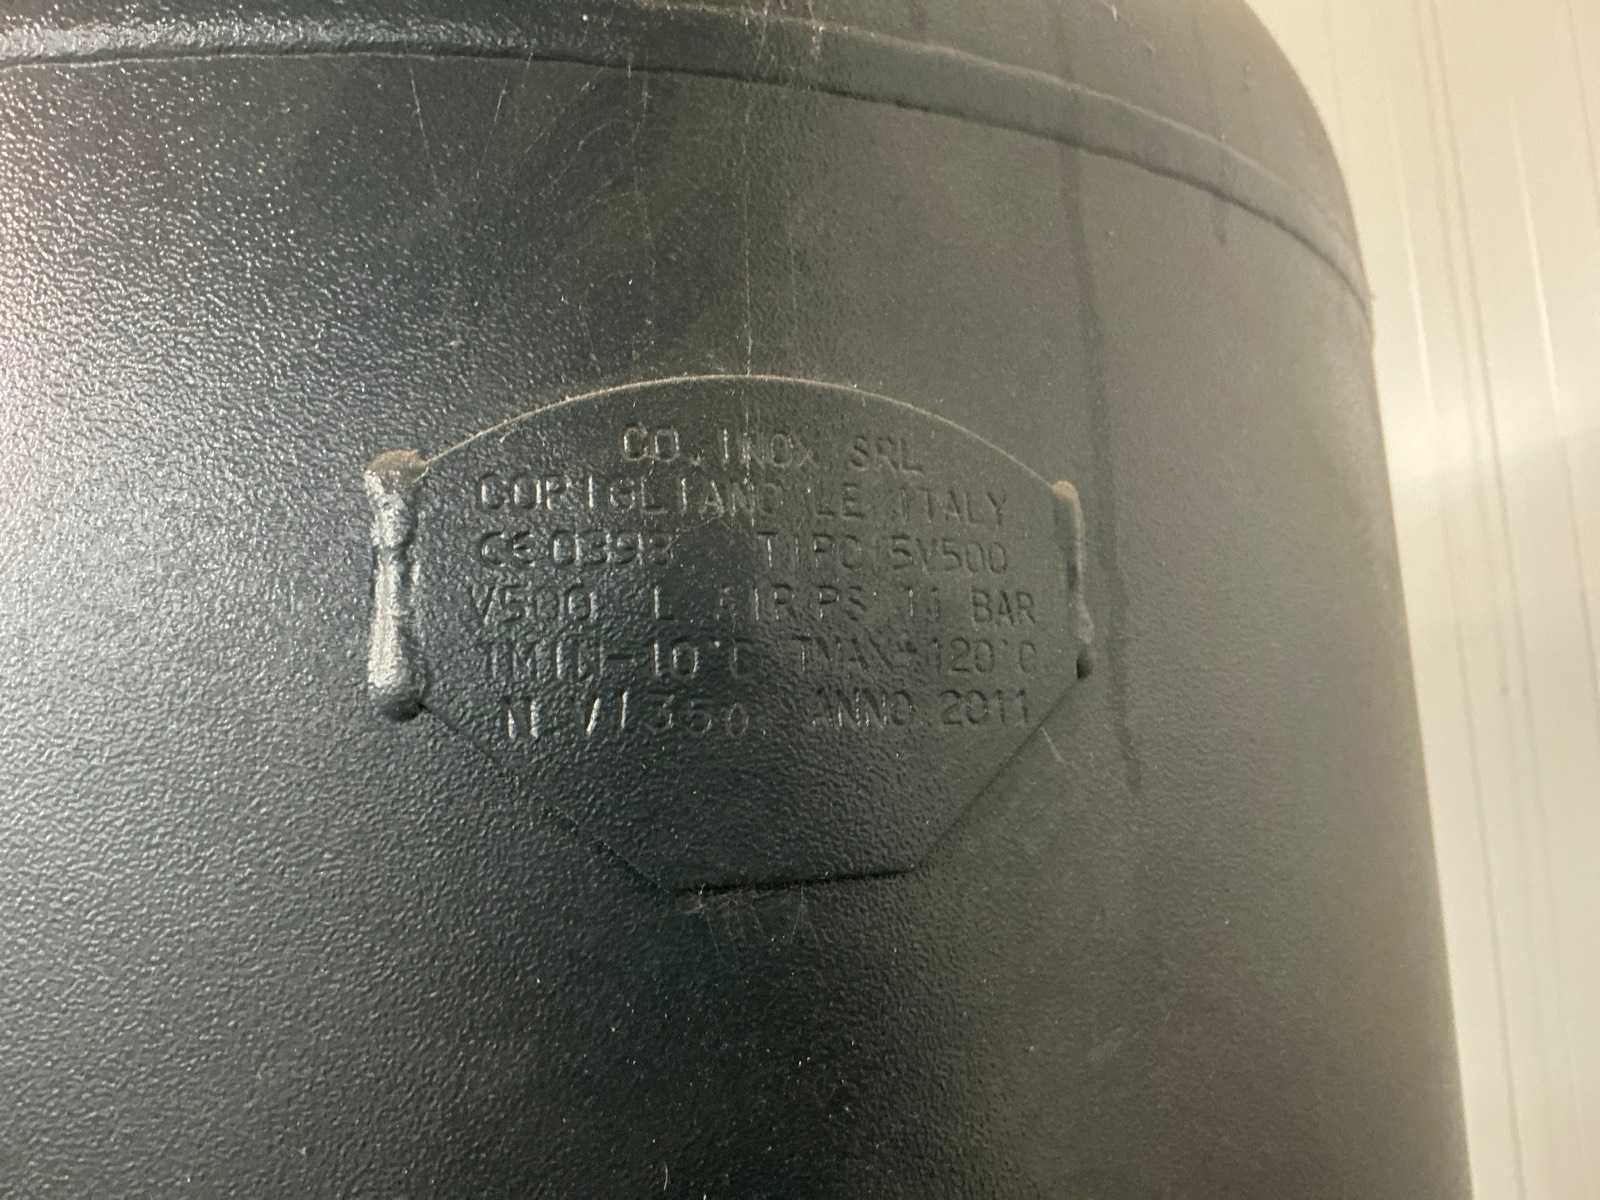 CO.INOX SRL
CORIGLIANO LE ITALY
CE 0398 TIPO 5V500
V500 L AIR PS 11 BAR
TMIN-10°C TMAX+120°C
N 71350 ANNO 2011